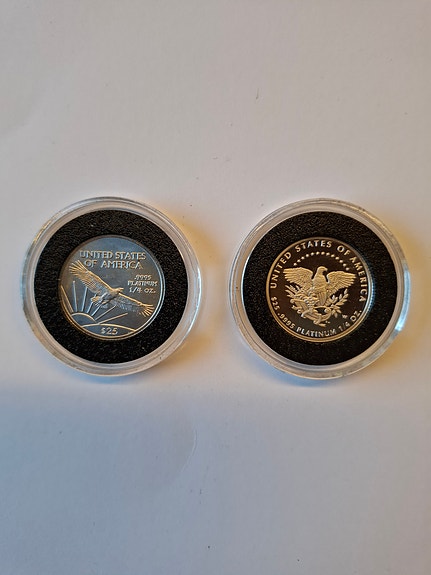 UNITED STATES
OF AMERICA
.9995
PLATINUM
1/4 OZ.
$25
UNITED STATES OF AMERICA
$25 .9995 PLATINUM 1/4 OZ.